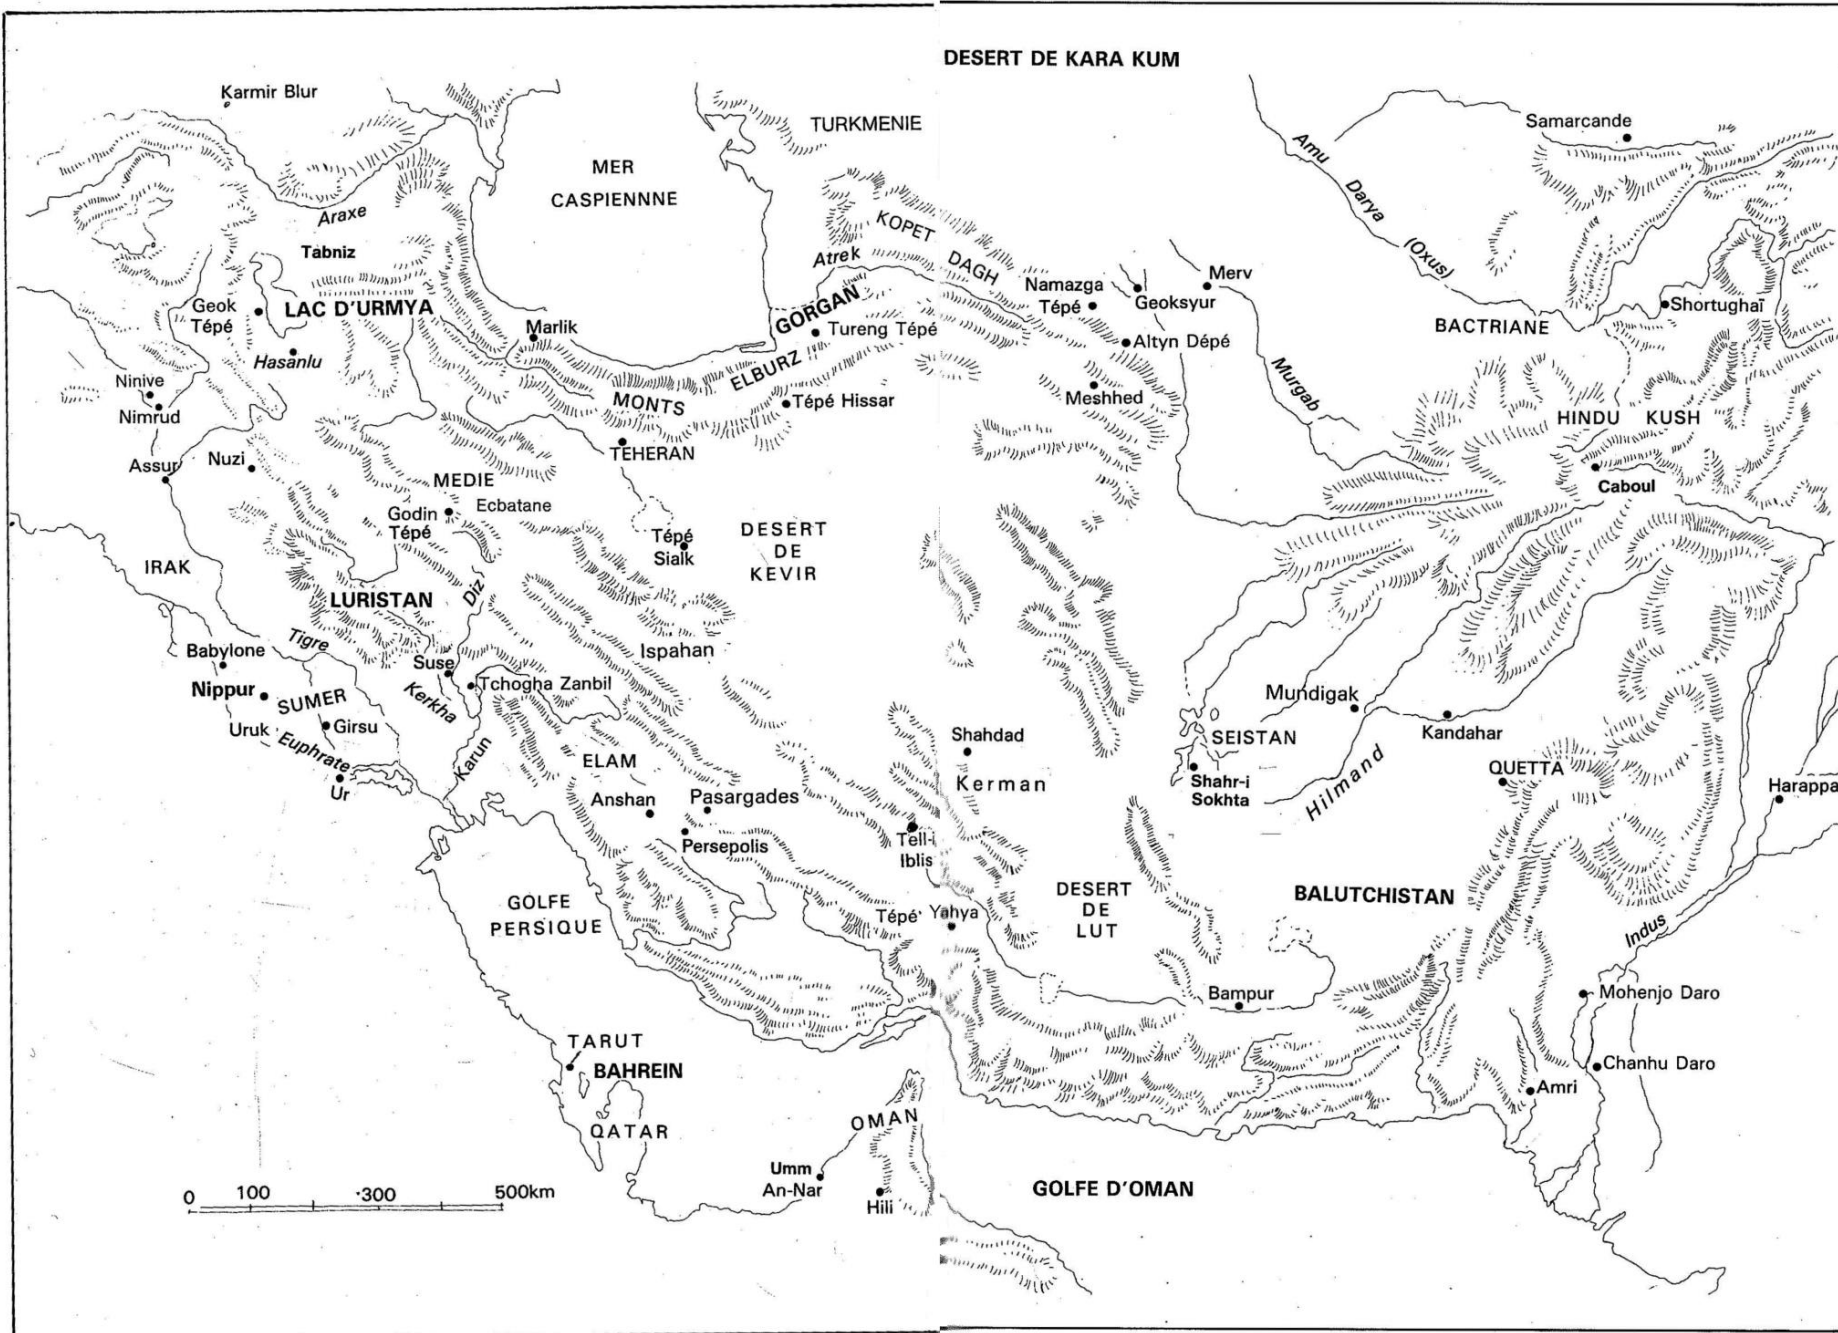 DESERT DE KARA KUM
Karmir Blur
TURKMENIE
Samarcande
MER
CASPIENNNE
Amu
Darya
(Oxus)
Araxe
Tabniz
KOPET
DAGH
Atrek
Namazga
Tépé
Geoksyur
Merv
Geok
Tépé
LAC D'URMYA
GORGAN
Marlik
Tureng Tépé
Altyn Dépé
BACTRIANE
Shortughaï
Hasanlu
Ninive
Nimrud
MONTS
ELBURZ
Tépé Hissar
Meshhed
Murgab
HINDU KUSH
TEHERAN
Assur
Nuzi
MEDIE
Ecbatane
Godin
Tépé
Caboul
Tépé
Sialk
DESERT
DE
KEVIR
IRAK
LURISTAN
Diz
Tigre
Babylone
Suse
Ispahan
Nippur
SUMER
Kerkha
Tchogha Zanbil
Mundigak
Kandahar
Uruk
Girsu
Euphrate
Ur
Karun
ELAM
Shahdad
Kerman
SEISTAN
Shahr-i
Sokhta
Hilmand
QUETTA
Harappa
Anshan
Pasargades
Persepolis
Tell-i
Iblis
GOLFE
PERSIQUE
Tépé Yahya
DESERT
DE
LUT
BALUTCHISTAN
Indus
Bampur
Mohenjo Daro
TARUT
BAHREIN
Chanhu Daro
Amri
QATAR
OMAN
Umm
An-Nar
Hili
GOLFE D'OMAN
0 100 300 500km